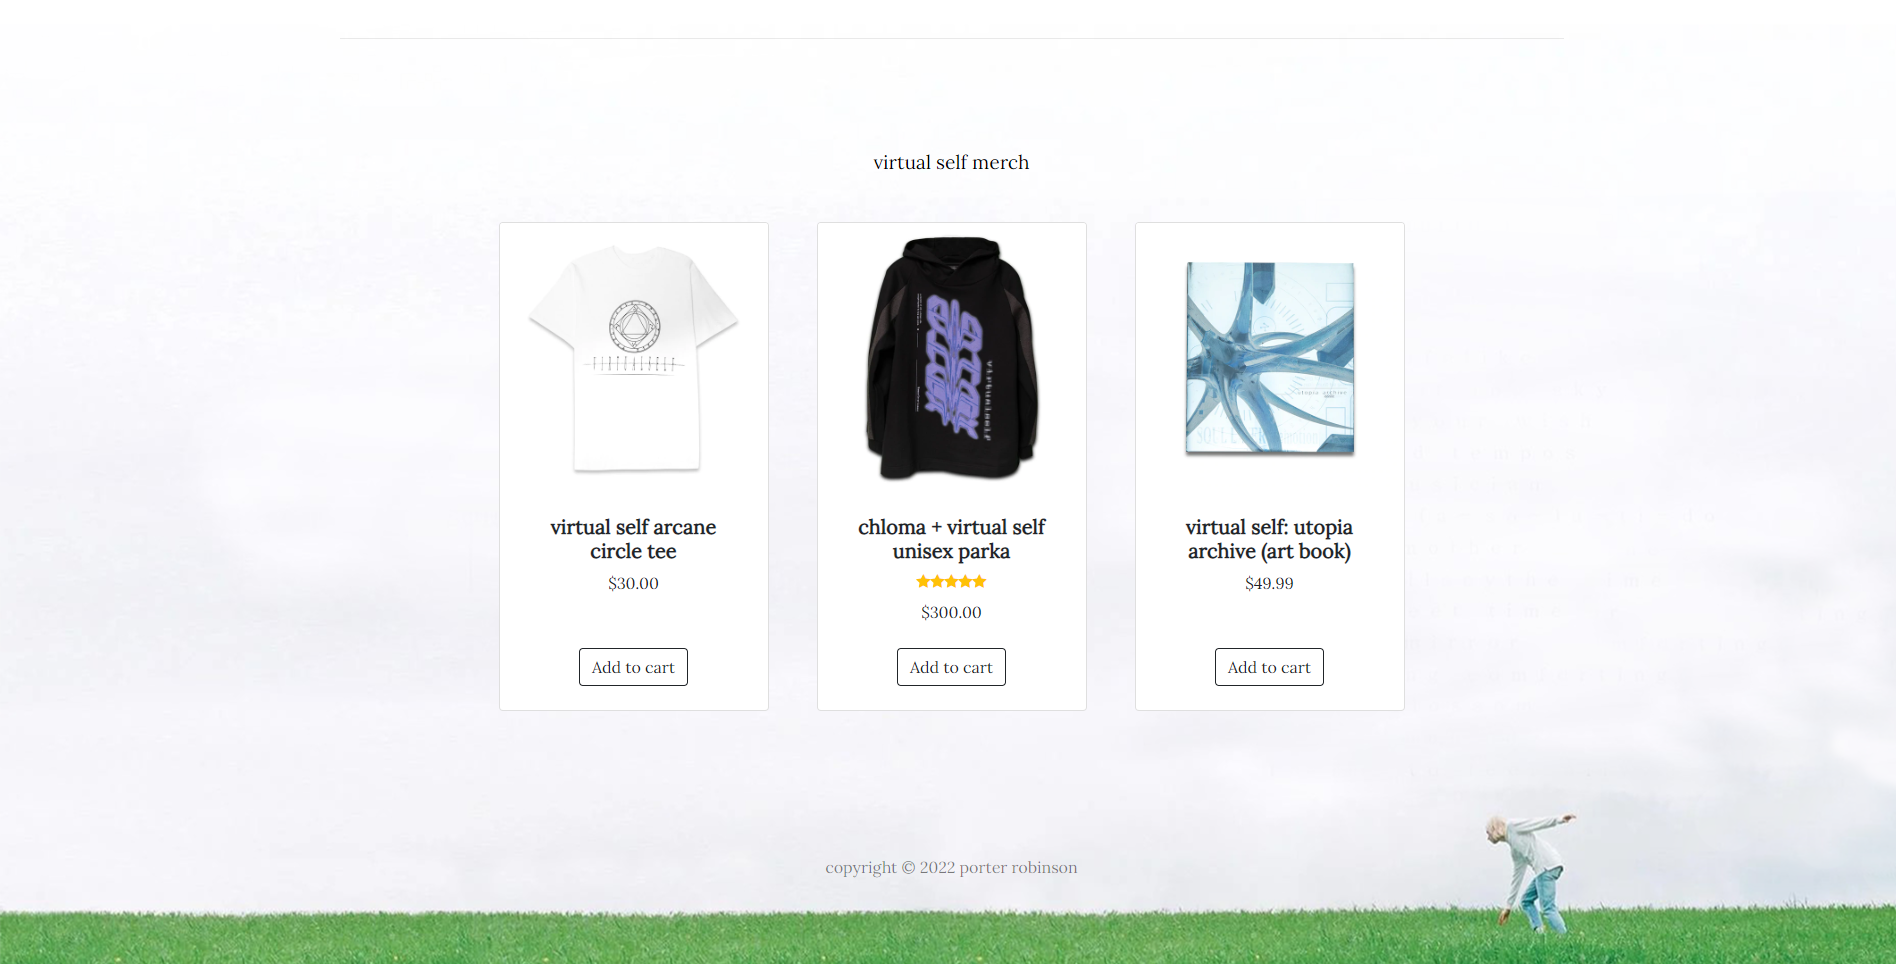 virtual self merch
virtual self arcane
circle tee
$30.00
Add to cart
chloma + virtual self
unisex parka
$300.00
Add to cart
utopia archive
virtual self: utopia
archive (art book)
$49.99
Add to cart
copyright © 2022 porter robinson